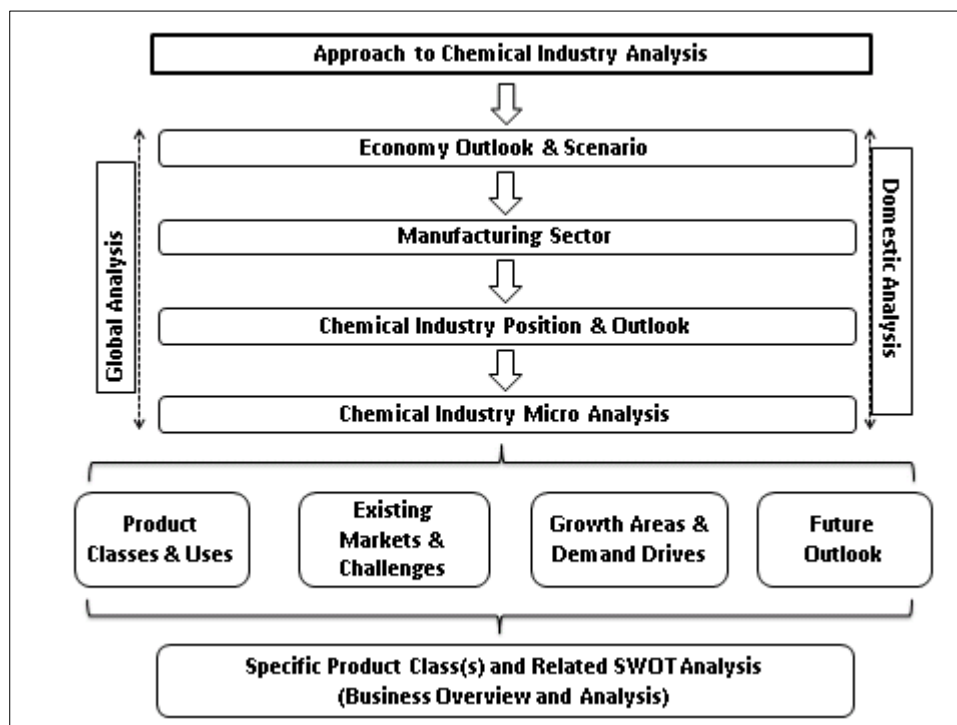 Approach to Chemical Industry Analysis
Economy Outlook & Scenario
Global Analysis
Domestic Analysis
Manufacturing Sector
Chemical Industry Position & Outlook
Chemical Industry Micro Analysis
Product
Classes & Uses
Existing
Markets &
Challenges
Growth Areas &
Demand Drives
Future
Outlook
Specific Product Class(s) and Related SWOT Analysis
(Business Overview and Analysis)